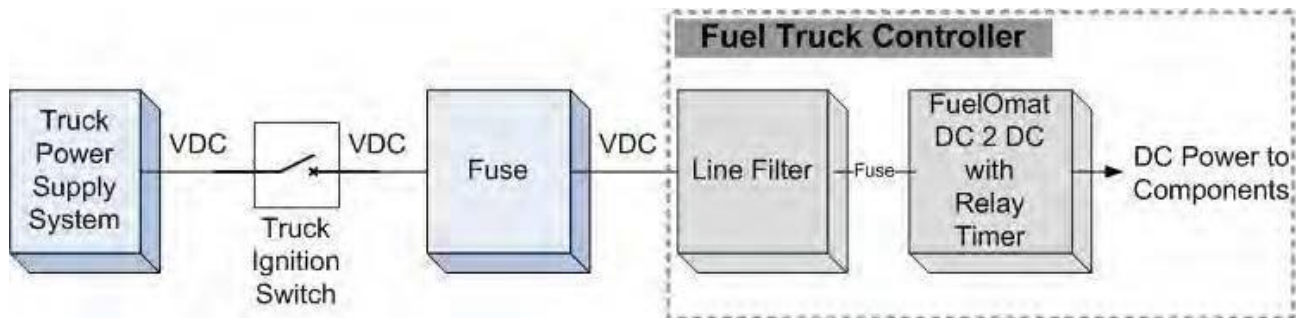 Fuel Truck Controller
Truck
Power
Supply
System
VDC
Truck
Ignition
Switch
VDC
Fuse
VDC
Line Filter
Fuse
FuelOmat
DC 2 DC
with
Relay
Timer
DC Power to
Components